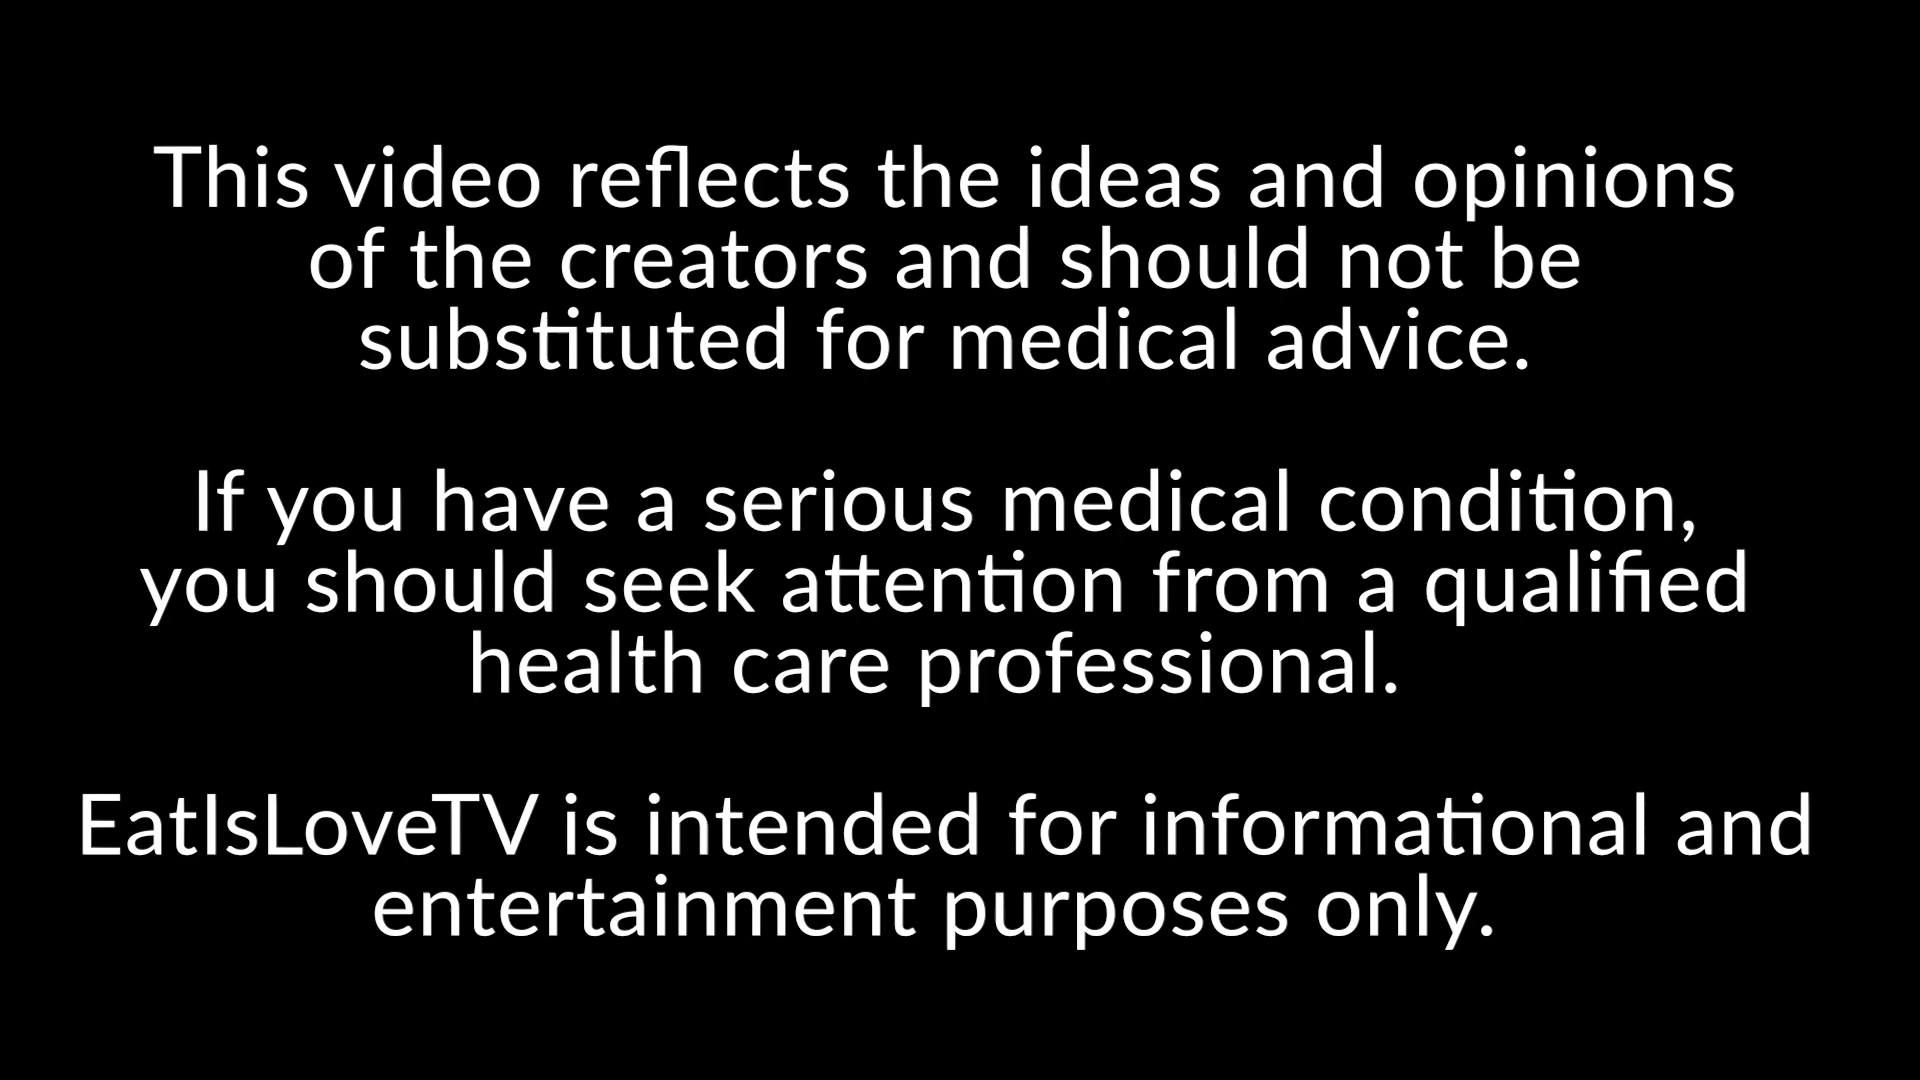 This video reflects the ideas and opinions
of the creators and should not be
substituted for medical advice.
If you have a serious medical condition,
you should seek attention from a qualified
health care professional.
EatIsLoveTV is intended for informational and
entertainment purposes only.